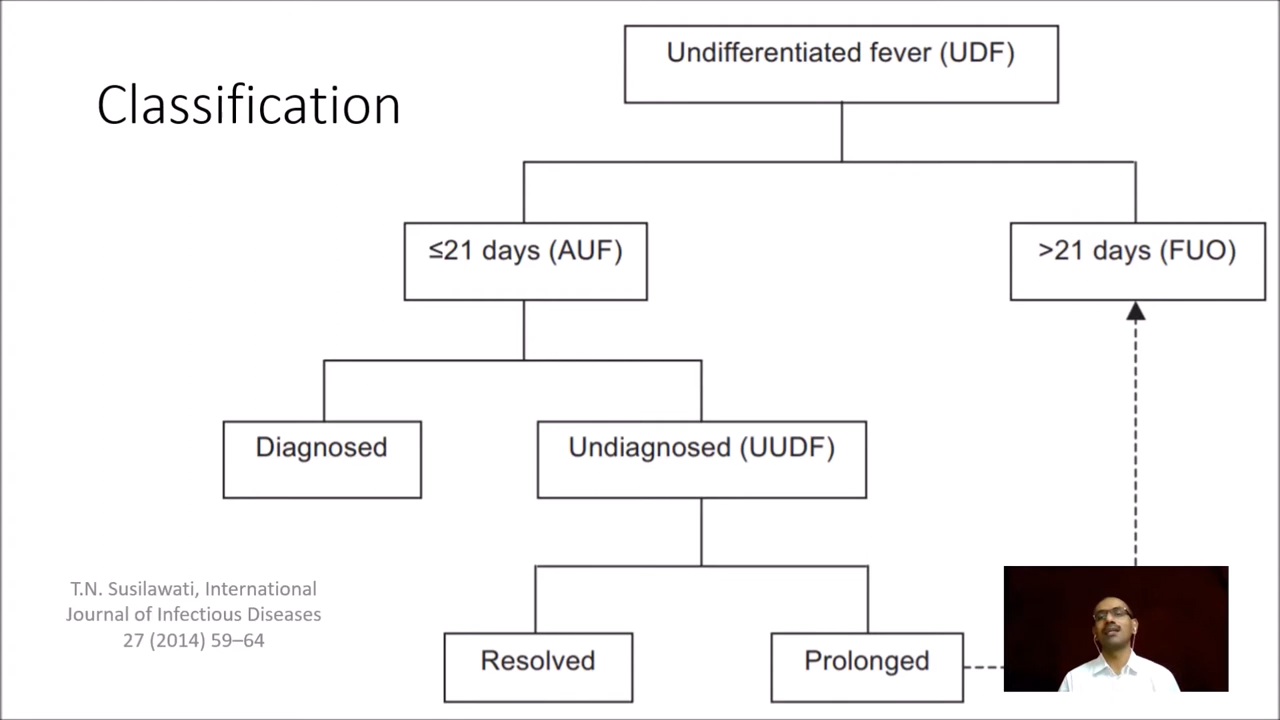 Classification
Undifferentiated fever (UDF)
≤21 days (AUF)
>21 days (FUO)
Diagnosed
Undiagnosed (UUDF)
Resolved
Prolonged
T.N. Susilawati, International
Journal of Infectious Diseases
27 (2014) 59–64